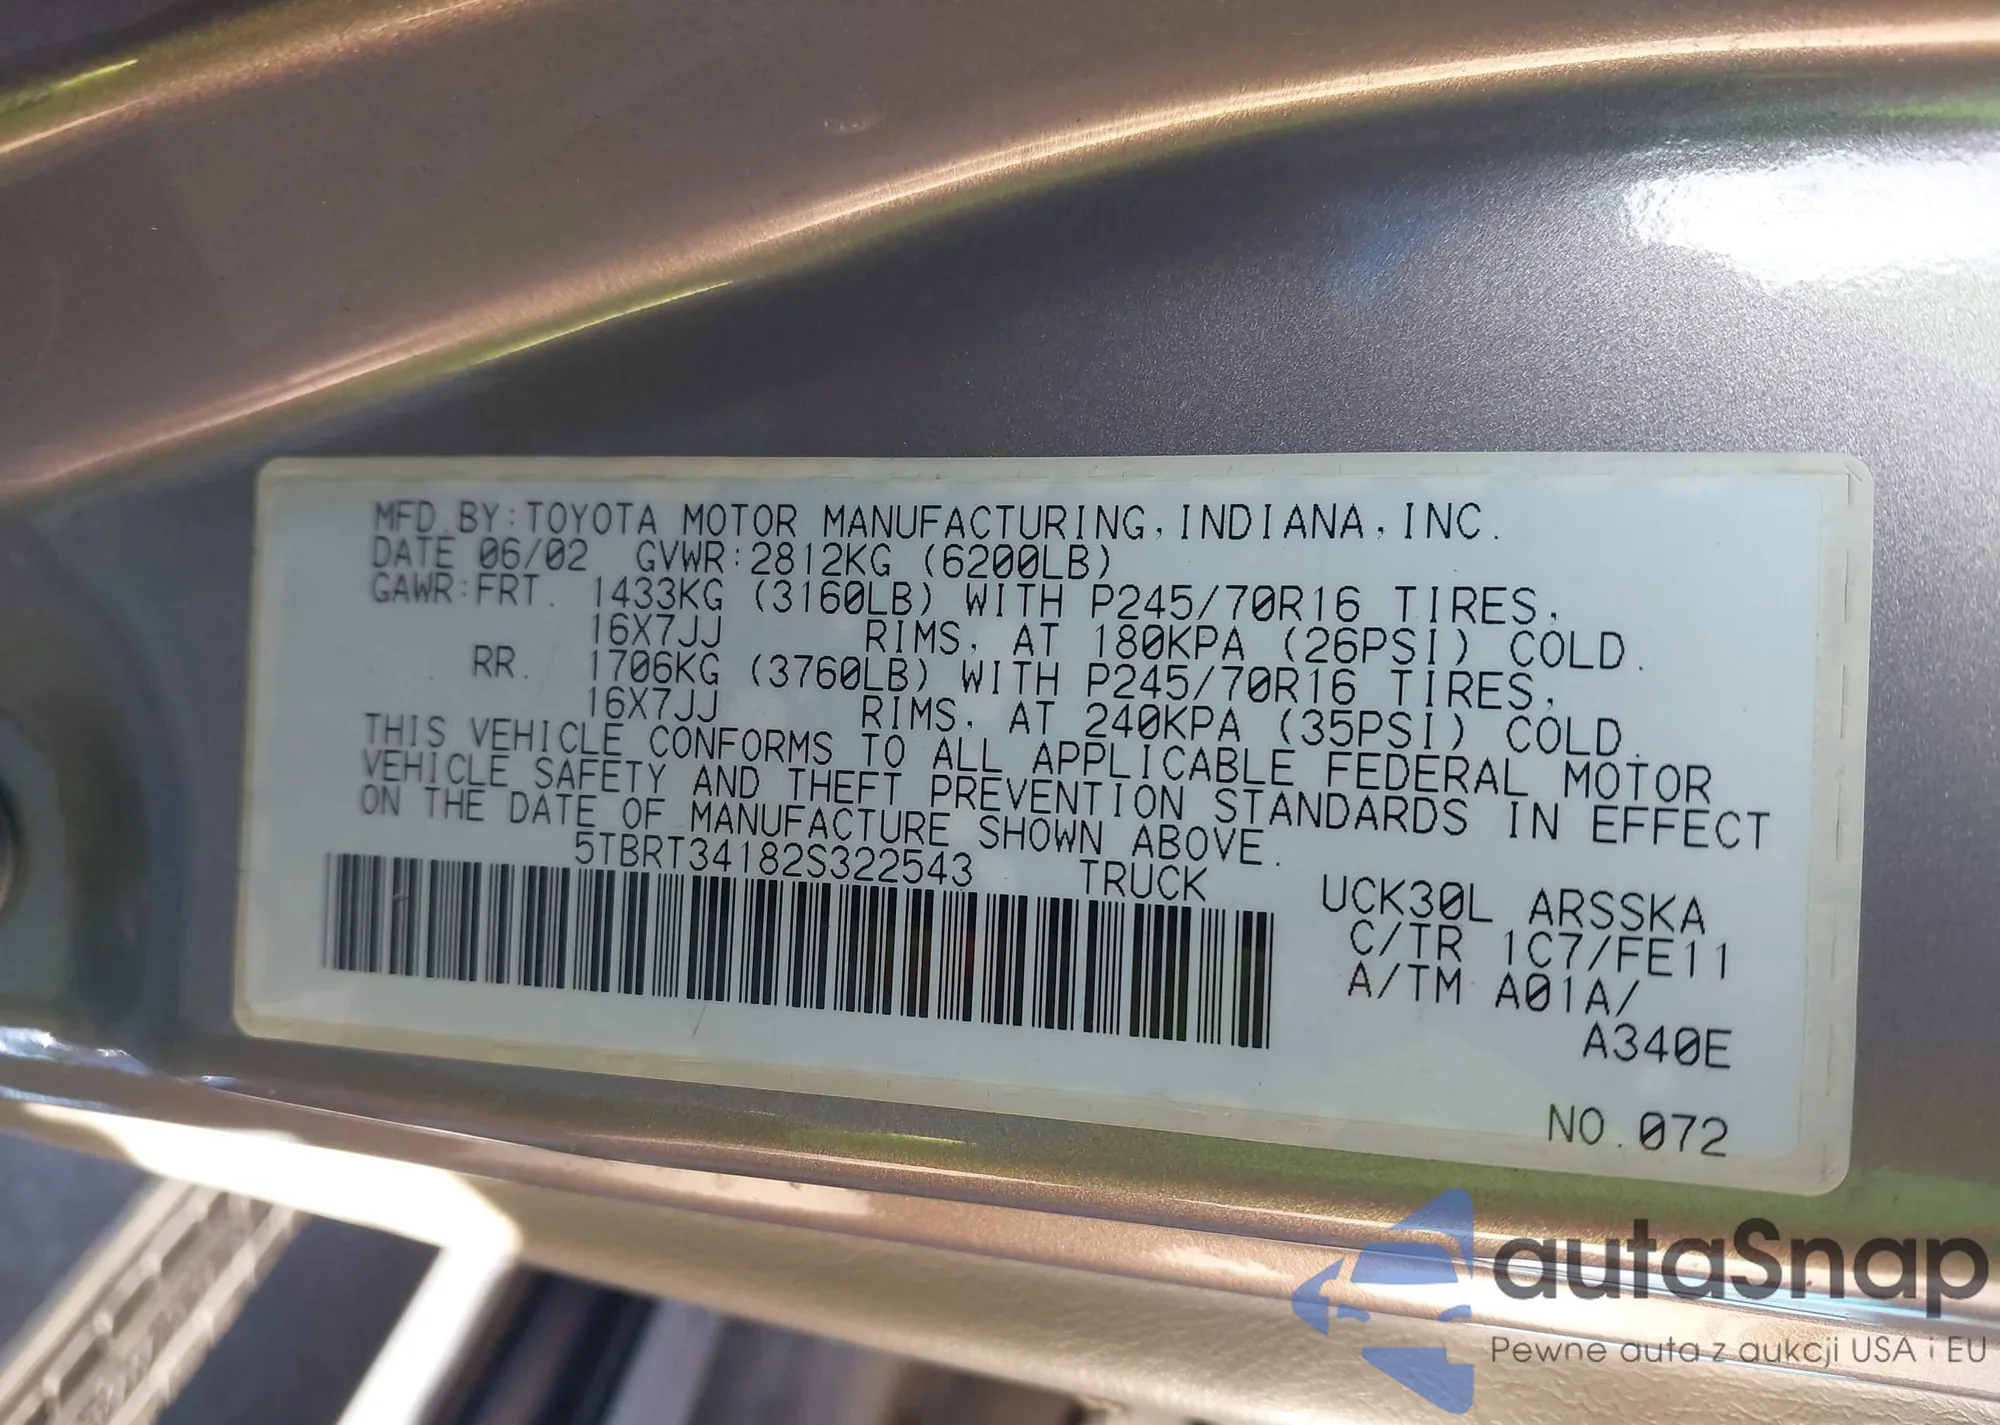 MFD.BY:TOYOTA MOTOR MANUFACTURING,INDIANA,INC.
DATE 06/02 GVWR:2812KG (6200LB)
GAWR:FRT. 1433KG (3160LB) WITH P245/70R16 TIRES,
16X7JJ RIMS, AT 180KPA (26PSI) COLD.
RR. 1706KG (3760LB) WITH P245/70R16 TIRES,
16X7JJ RIMS, AT 240KPA (35PSI) COLD.
THIS VEHICLE CONFORMS TO ALL APPLICABLE FEDERAL MOTOR
VEHICLE SAFETY AND THEFT PREVENTION STANDARDS IN EFFECT
ON THE DATE OF MANUFACTURE SHOWN ABOVE.
5TBRT34182S322543 TRUCK
UCK30L ARSSKA
C/TR 1C7/FE11
A/TM A01A/
A340E
NO.072
autaSnap
Pewne auta z aukcji USA i EU